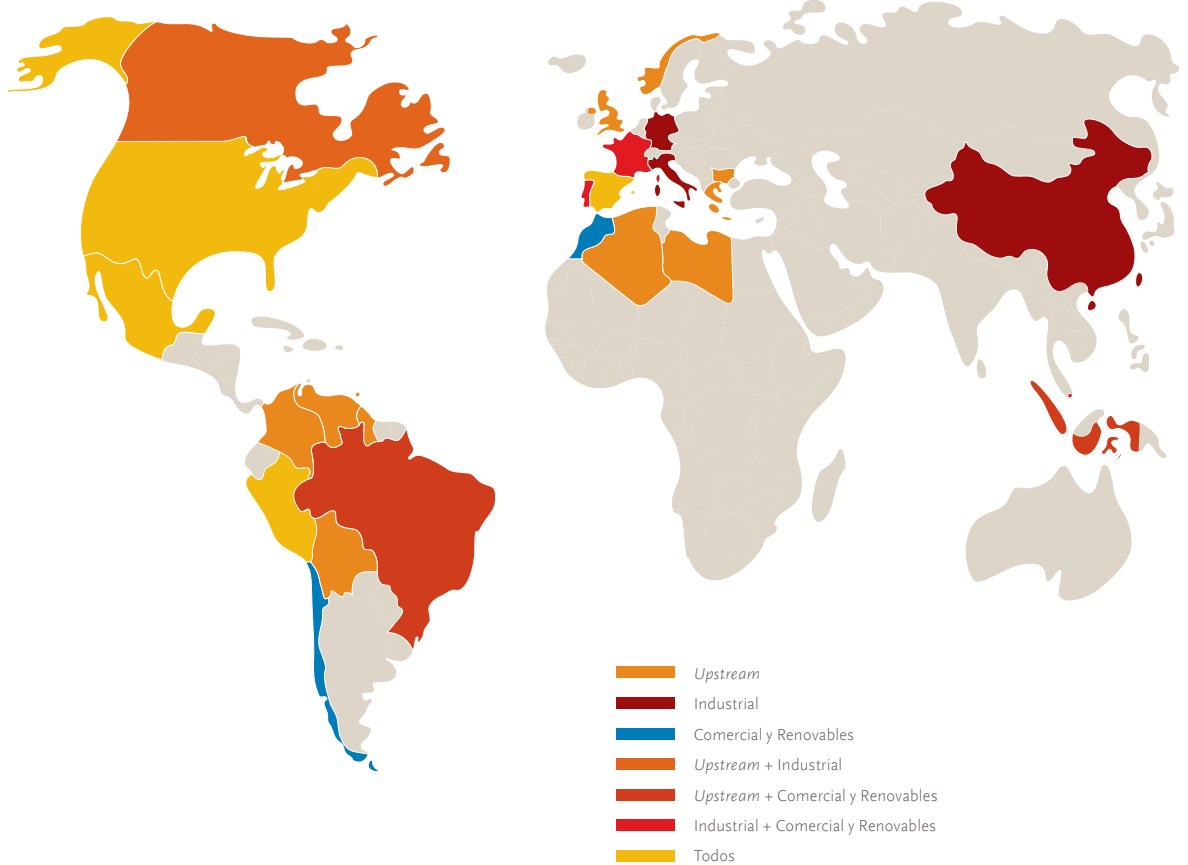 Upstream
Industrial
Comercial y Renovables
Upstream + Industrial
Upstream + Comercial y Renovables
Industrial + Comercial y Renovables
Todos